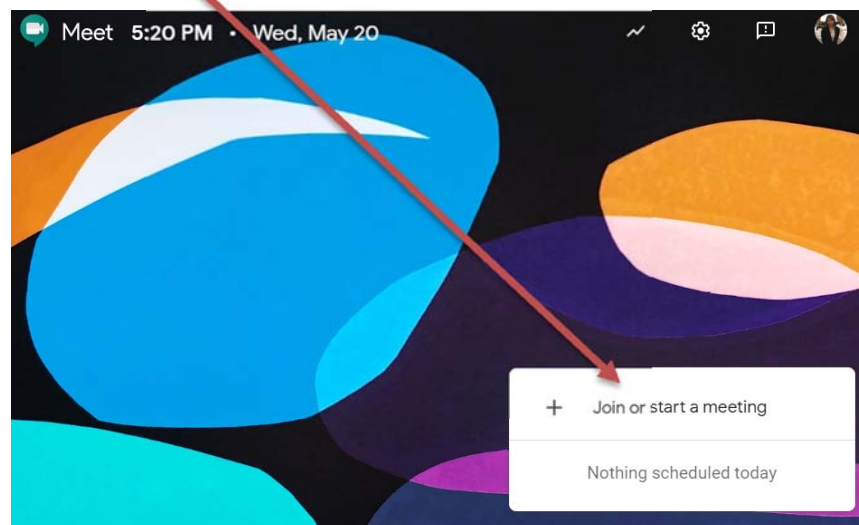 Meet 5:20 PM • Wed, May 20
+ Join or start a meeting
Nothing scheduled today